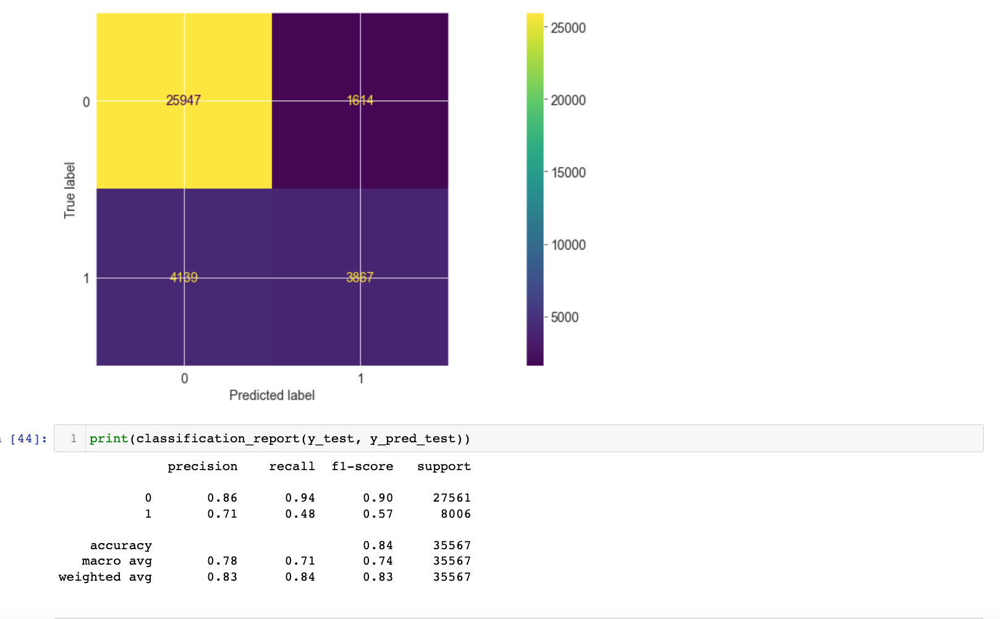 25000
20000
15000
10000
5000
True label
0
25947
1614
1
4139
3867
0
1
Predicted label
[44]:
1
print(classification_report(y_test, y_pred_test))
precision recall f1-score support
0 0.86 0.94 0.90 27561
1 0.71 0.48 0.57 8006
accuracy 0.84 35567
macro avg 0.78 0.71 0.74 35567
weighted avg 0.83 0.84 0.83 35567